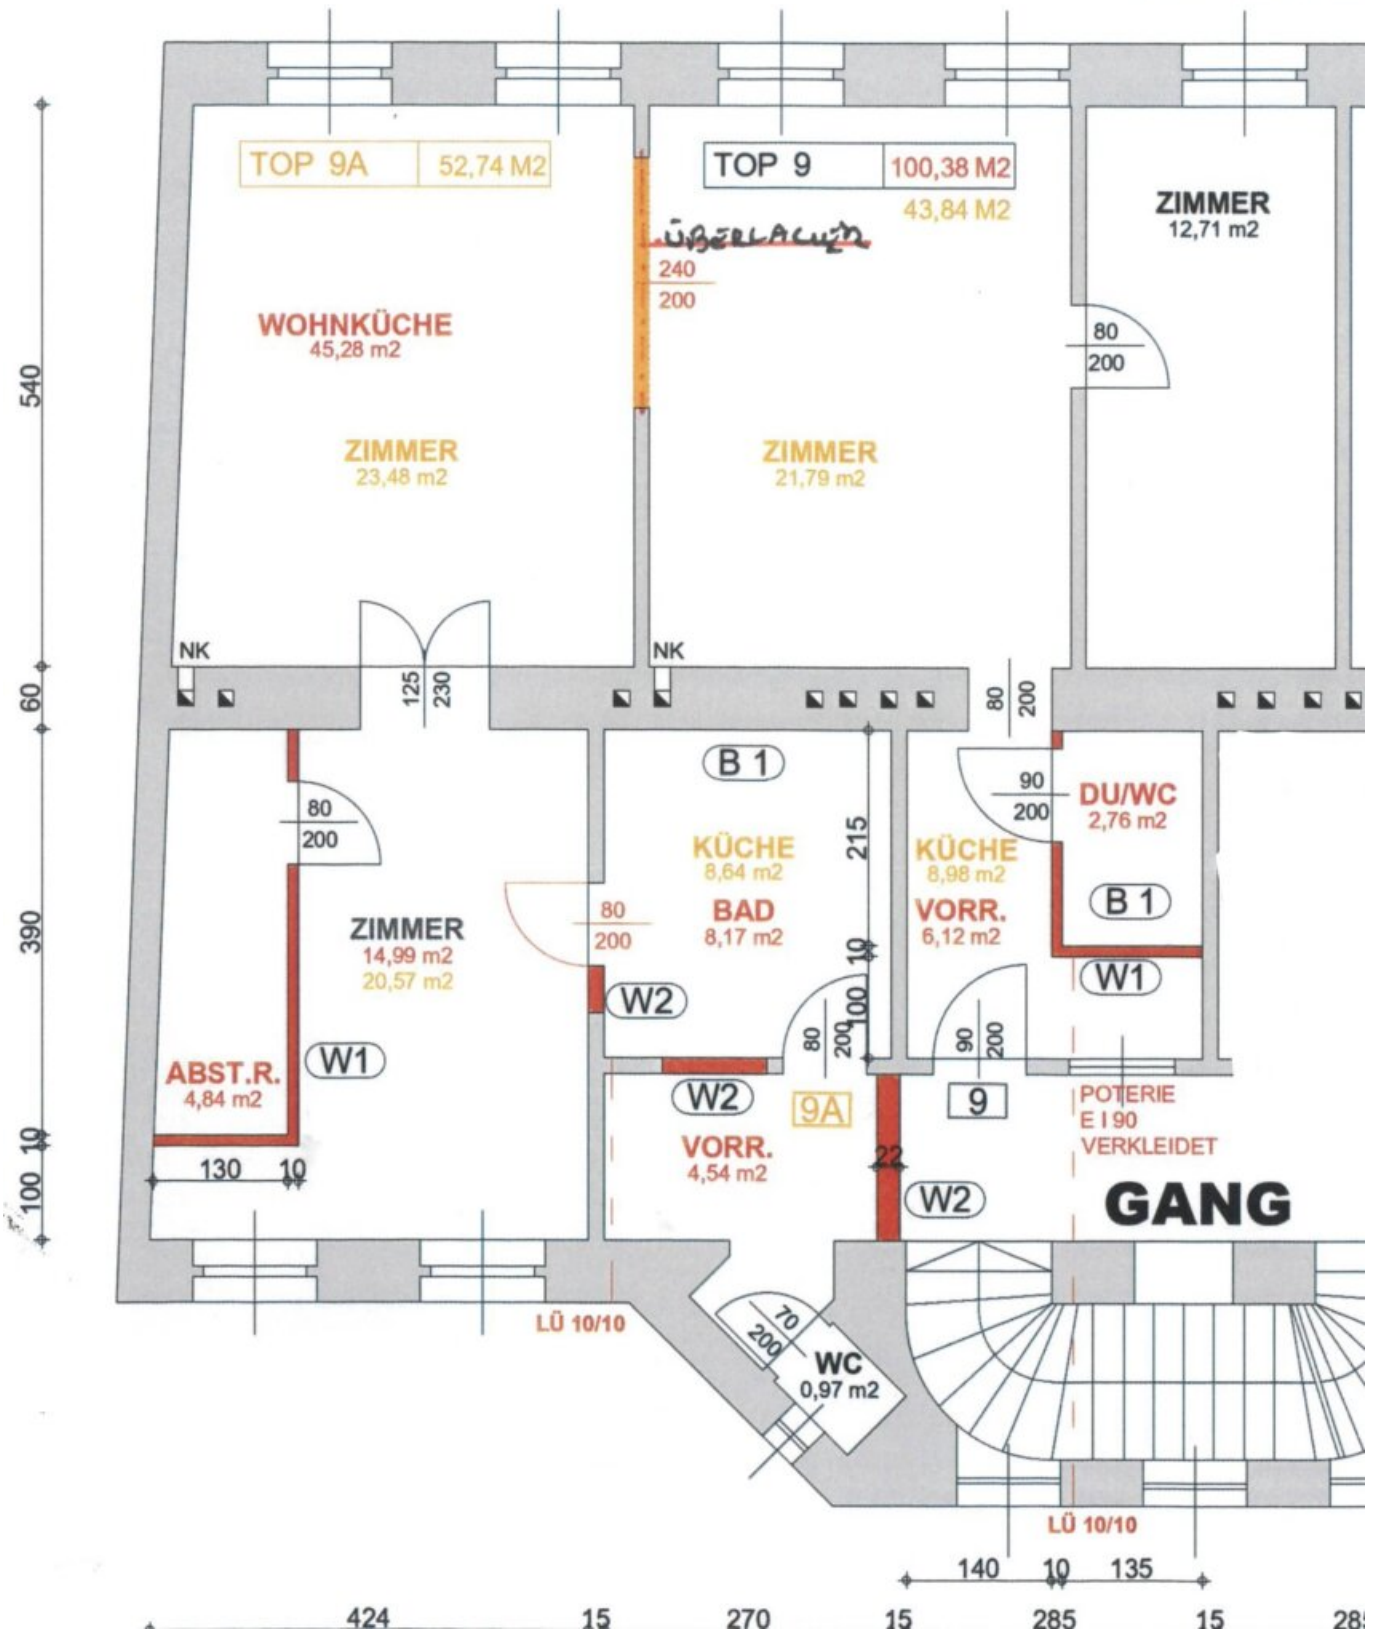 TOP 9A 52,74 M2
TOP 9 100,38 M2
43,84 M2
ZIMMER
12,71 m2
240
200
WOHNKÜCHE
45,28 m2
80
200
540
ZIMMER
23,48 m2
ZIMMER
21,79 m2
NK
NK
60
125
230
80
200
B 1
80
200
90
200
DU/WC
2,76 m2
215
KÜCHE
8,64 m2
KÜCHE
8,98 m2
B 1
390
ZIMMER
14,99 m2
20,57 m2
80
200
BAD
8,17 m2
VORR.
6,12 m2
10
W2
W1
100
80
200
90
200
W1
ABST.R.
4,84 m2
W2
9A
9
POTERIE
E I 90
VERKLEIDET
10
VORR.
4,54 m2
22
130
10
100
W2
GANG
LÜ 10/10
70
200
WC
0,97 m2
LÜ 10/10
140
10
135
424
15
270
15
285
15